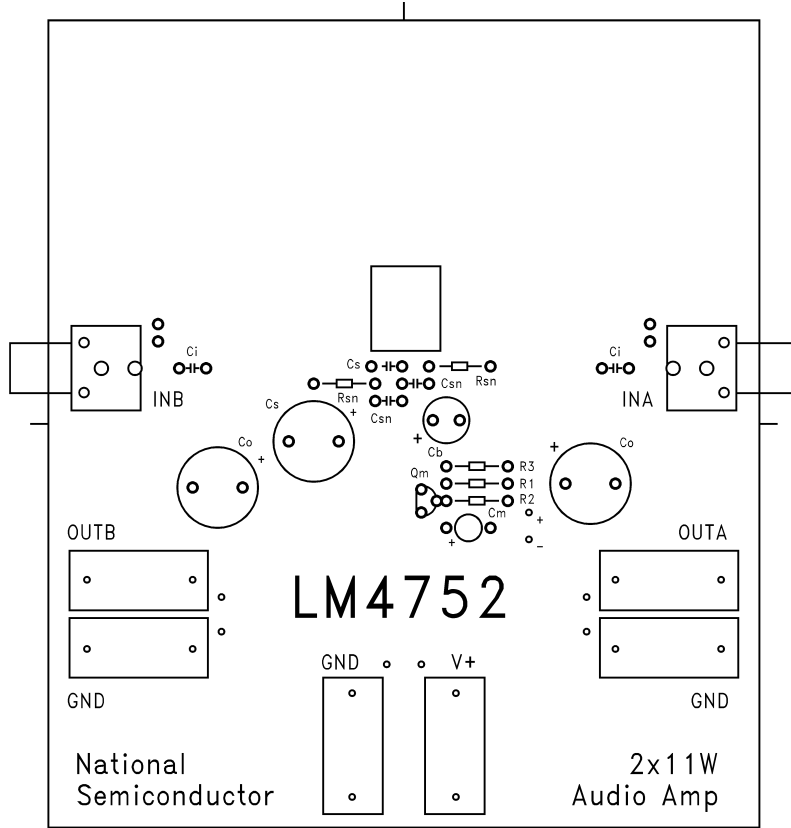 Ci
Ci
INB
INA
Cs
Rsn
Csn
Rsn
Cs
+
Csn
+
Cb
Co
+
+
Co
Qm
R3
R1
R2
Cm
+
+
–
OUTB
OUTA
LM4752
GND
V+
GND
GND
National
Semiconductor
2x11W
Audio Amp